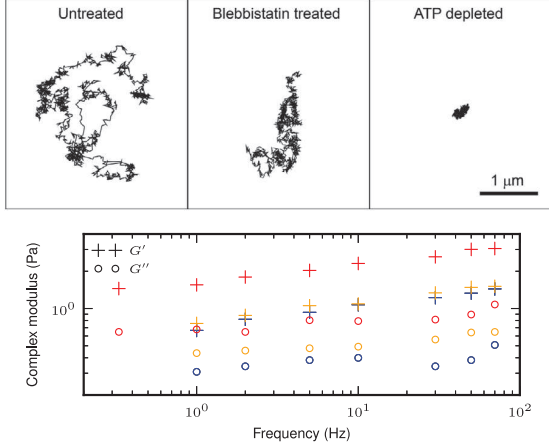 Untreated
Blebbistatin treated
ATP depleted
1 μm
Complex modulus (Pa)
G′
G″
10⁰
10⁰
10¹
10²
Frequency (Hz)